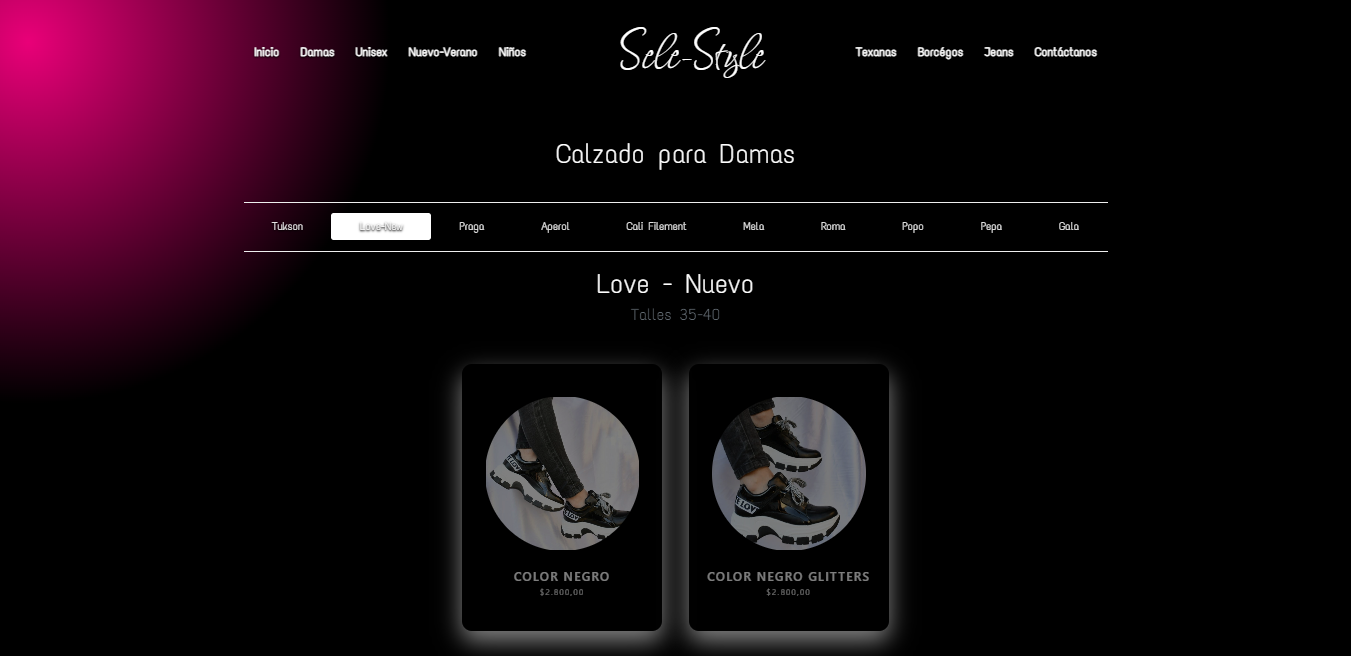 Inicio Damas Unisex Nuevo-Verano Niños Sele-Style Texanas Borcégos Jeans Contáctanos
Calzado para Damas
Tukson Love-New Praga Aperol Cali Filement Mela Roma Popo Pepa Gala
Love - Nuevo
Talles 35-40
COLOR NEGRO COLOR NEGRO GLITTERS
$2.800,00 $2.800,00